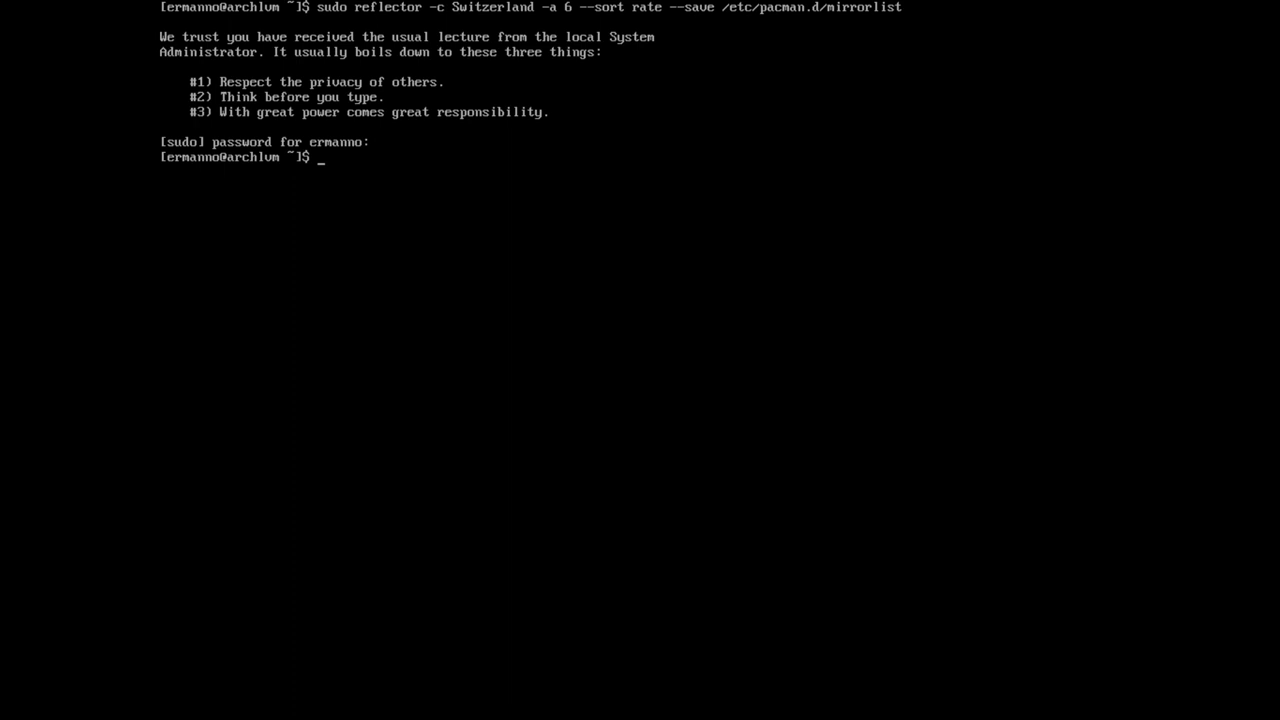 [ermanno@archlvm ~]$ sudo reflector -c Switzerland -a 6 --sort rate --save /etc/pacman.d/mirrorlist
We trust you have received the usual lecture from the local System
Administrator. It usually boils down to these three things:
#1) Respect the privacy of others.
#2) Think before you type.
#3) With great power comes great responsibility.
[sudo] password for ermanno:
[ermanno@archlvm ~]$ _